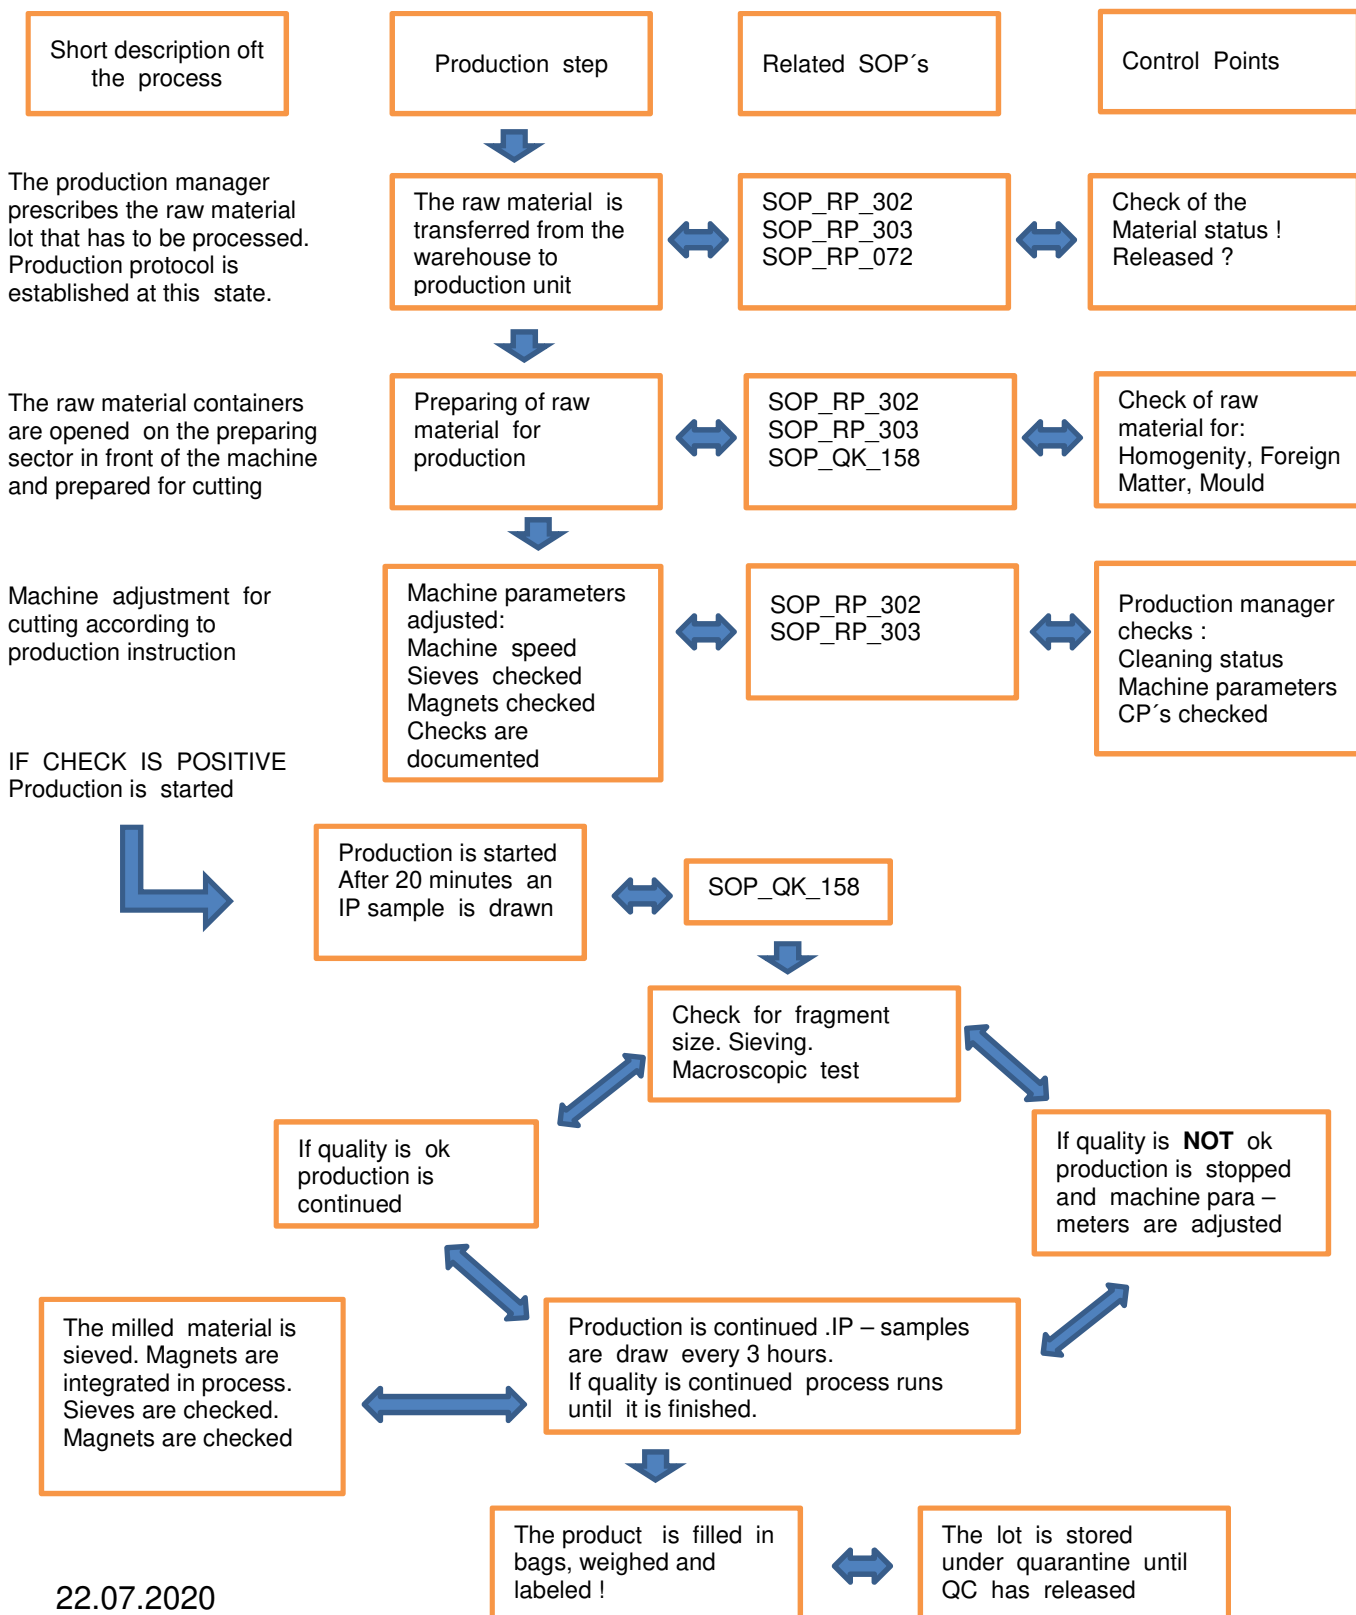 Short description oft
the process
Production step
Related SOP´s
Control Points
The production manager
prescribes the raw material
lot that has to be processed.
Production protocol is
established at this state.
The raw material is
transferred from the
warehouse to
production unit
SOP_RP_302
SOP_RP_303
SOP_RP_072
Check of the
Material status !
Released ?
The raw material containers
are opened on the preparing
sector in front of the machine
and prepared for cutting
Preparing of raw
material for
production
SOP_RP_302
SOP_RP_303
SOP_QK_158
Check of raw
material for:
Homogenity, Foreign
Matter, Mould
Machine adjustment for
cutting according to
production instruction
Machine parameters
adjusted:
Machine speed
Sieves checked
Magnets checked
Checks are
documented
SOP_RP_302
SOP_RP_303
Production manager
checks :
Cleaning status
Machine parameters
CP´s checked
IF CHECK IS POSITIVE
Production is started
Production is started
After 20 minutes an
IP sample is drawn
SOP_QK_158
Check for fragment
size. Sieving.
Macroscopic test
If quality is ok
production is
continued
If quality is NOT ok
production is stopped
and machine para –
meters are adjusted
The milled material is
sieved. Magnets are
integrated in process.
Sieves are checked.
Magnets are checked
Production is continued .IP – samples
are draw every 3 hours.
If quality is continued process runs
until it is finished.
The product is filled in
bags, weighed and
labeled !
The lot is stored
under quarantine until
QC has released
22.07.2020